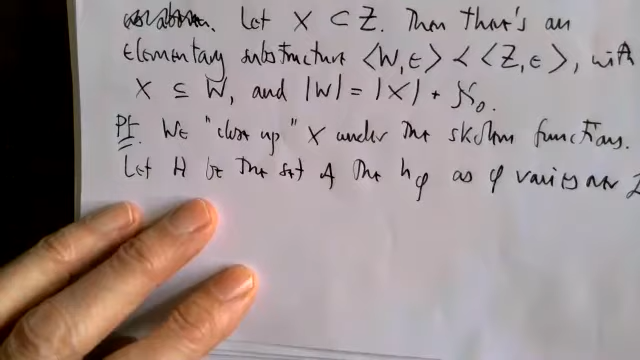 Let X ⊂ Z. Then there's an
Elementary substructure <W,ε> ≺ <Z,ε>, with
X ⊆ W, and |W| = |X| + ℵ₀.
Pf. We "close up" X under the skolem functions.
Let H be the set of the h_φ as φ varies over